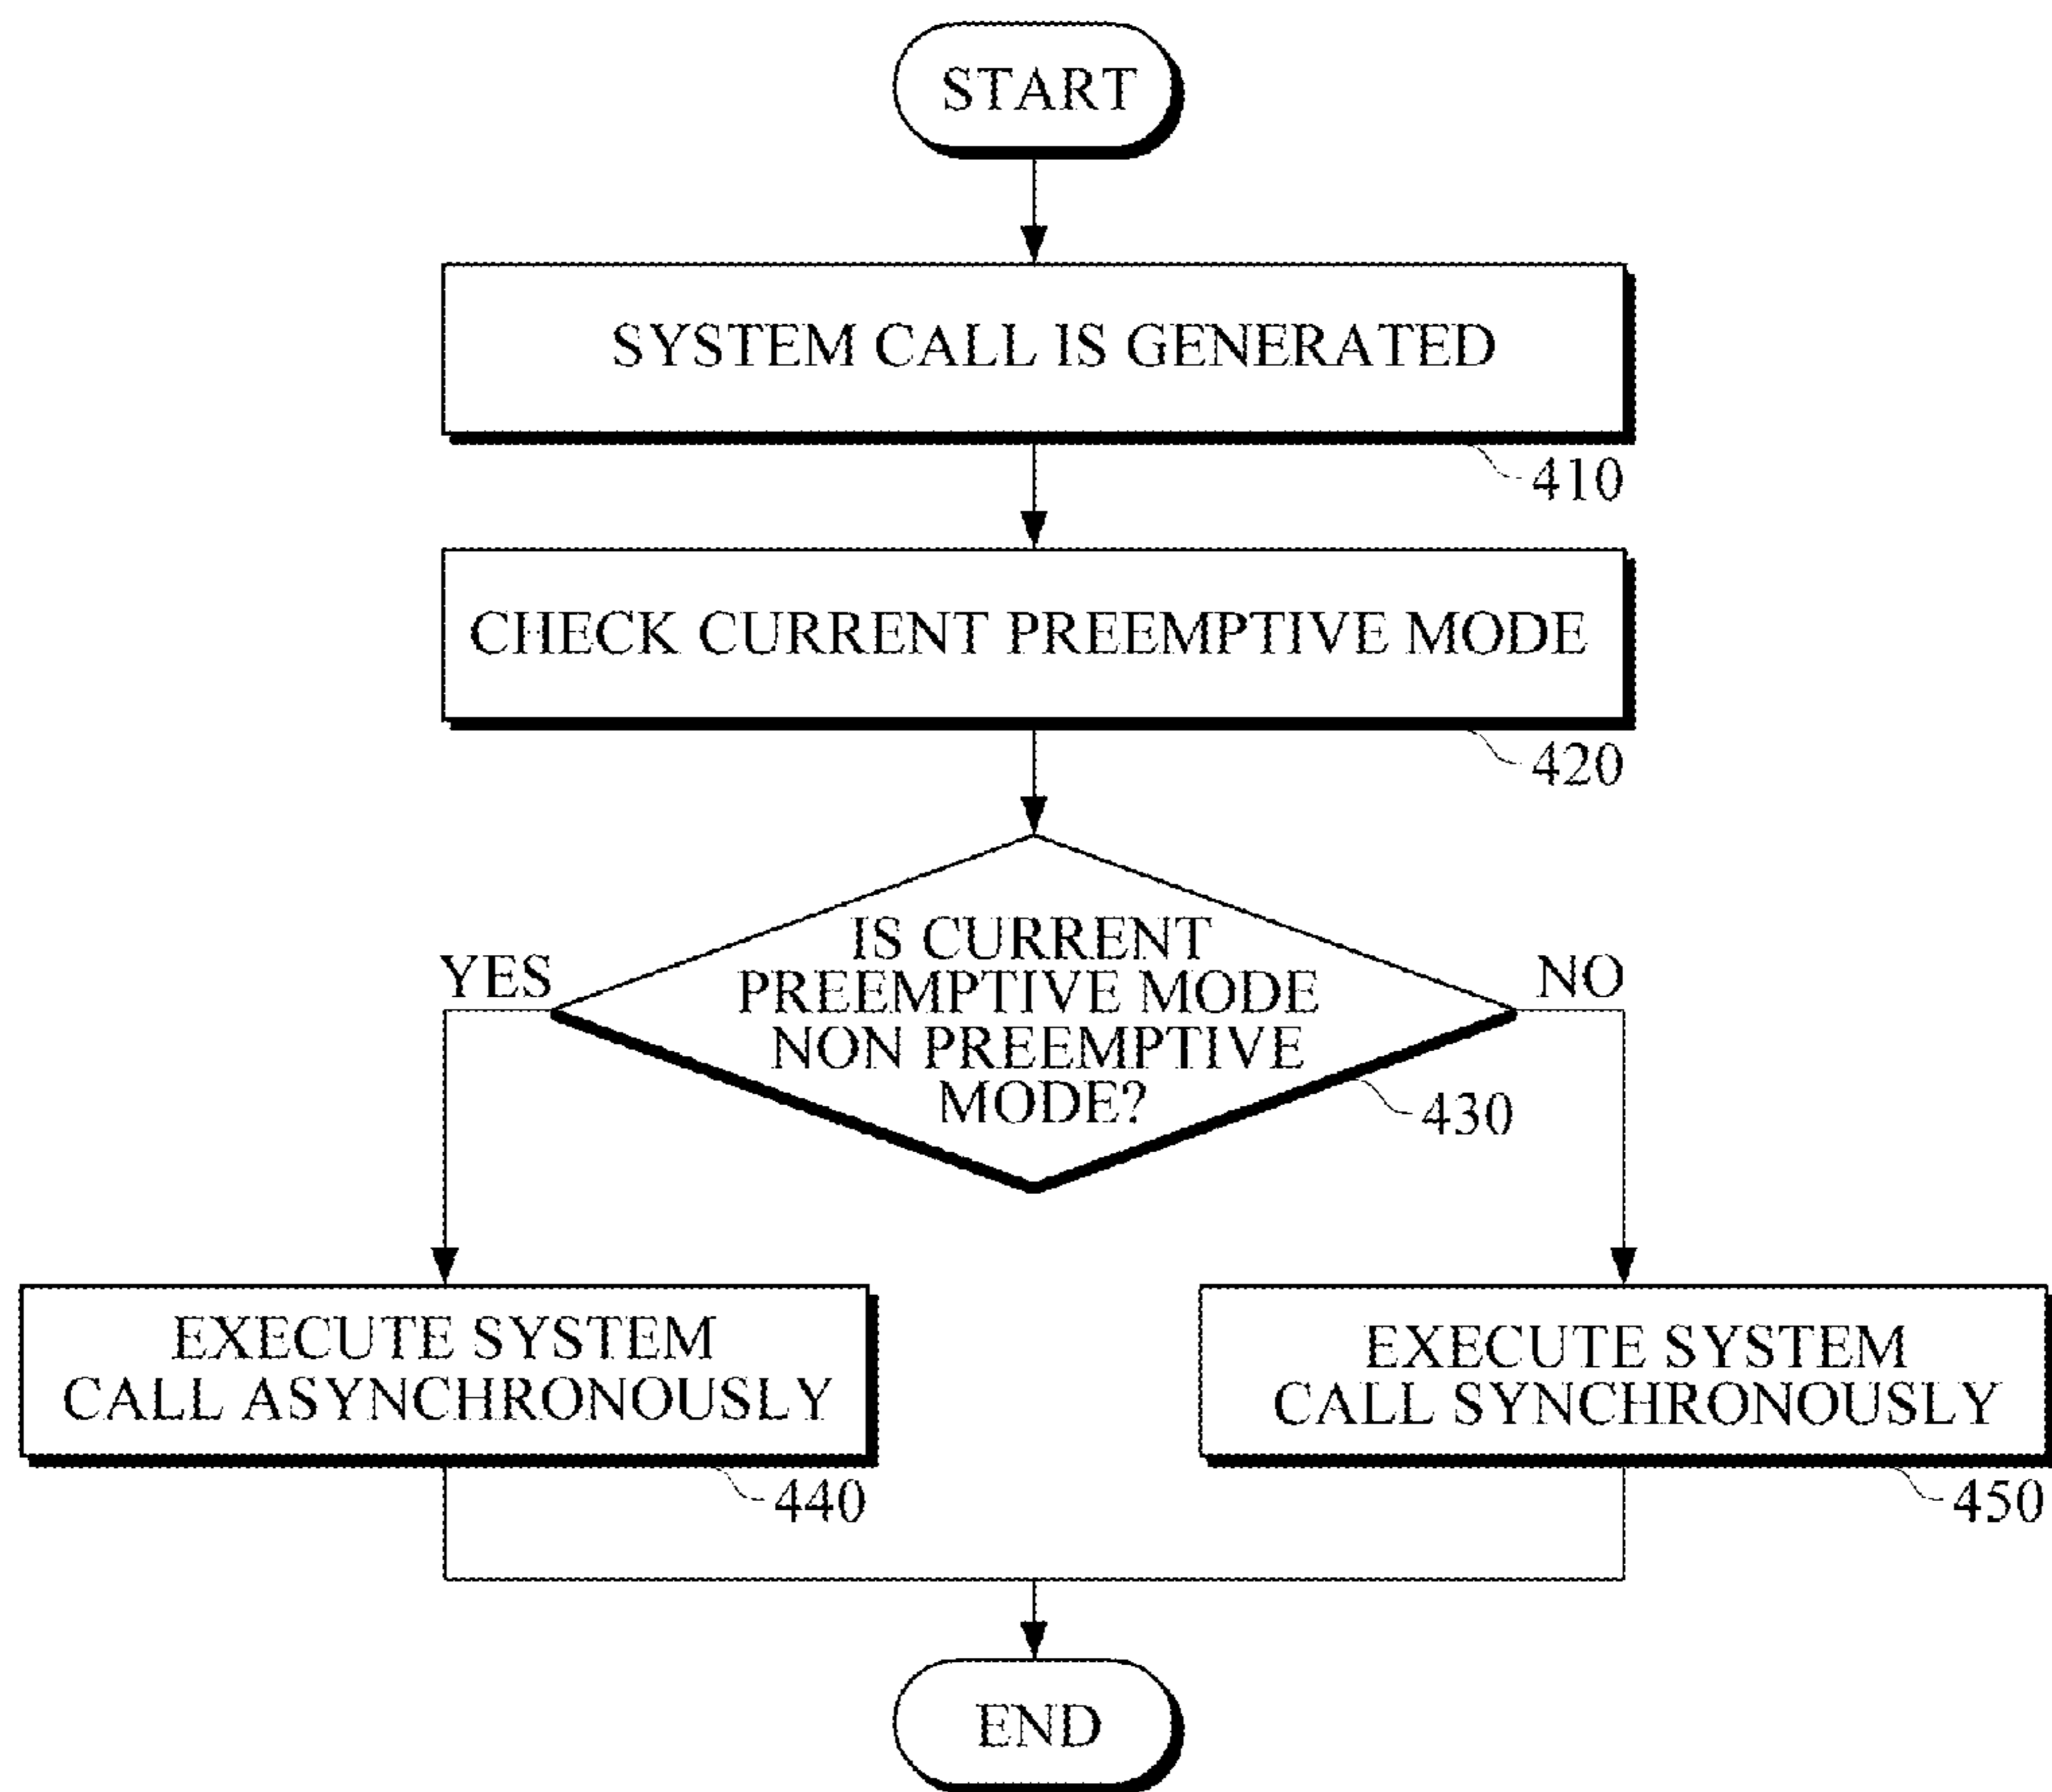 START
SYSTEM CALL IS GENERATED
410
CHECK CURRENT PREEMPTIVE MODE
420
IS CURRENT
PREEMPTIVE MODE
NON PREEMPTIVE
MODE?
YES
NO
430
EXECUTE SYSTEM
CALL ASYNCHRONOUSLY
440
EXECUTE SYSTEM
CALL SYNCHRONOUSLY
450
END